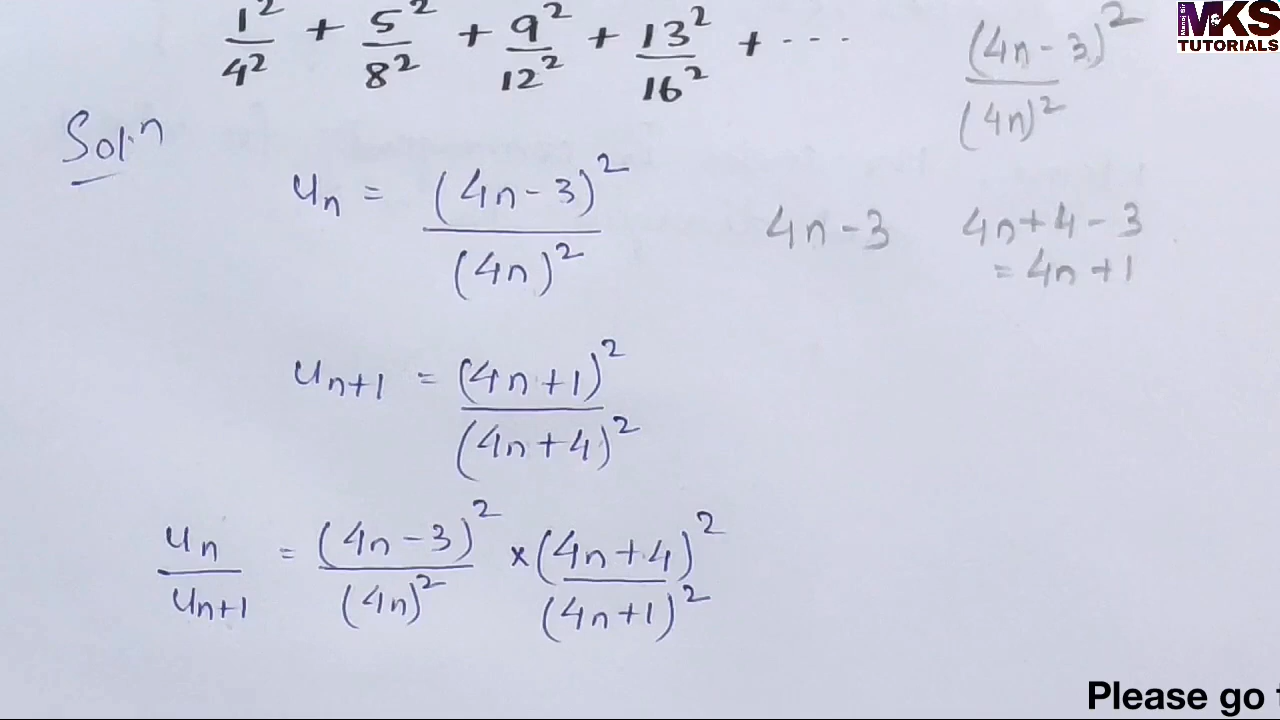 1²/4² + 5²/8² + 9²/12² + 13²/16² + ---
(4n-3)²/(4n)²
MKS
TUTORIALS
Solⁿ
uₙ = (4n-3)²/(4n)²
4n-3
4n+4-3
= 4n+1
uₙ₊₁ = (4n+1)²/(4n+4)²
uₙ/uₙ₊₁ = (4n-3)²/(4n)² × (4n+4)²/(4n+1)²
Please go